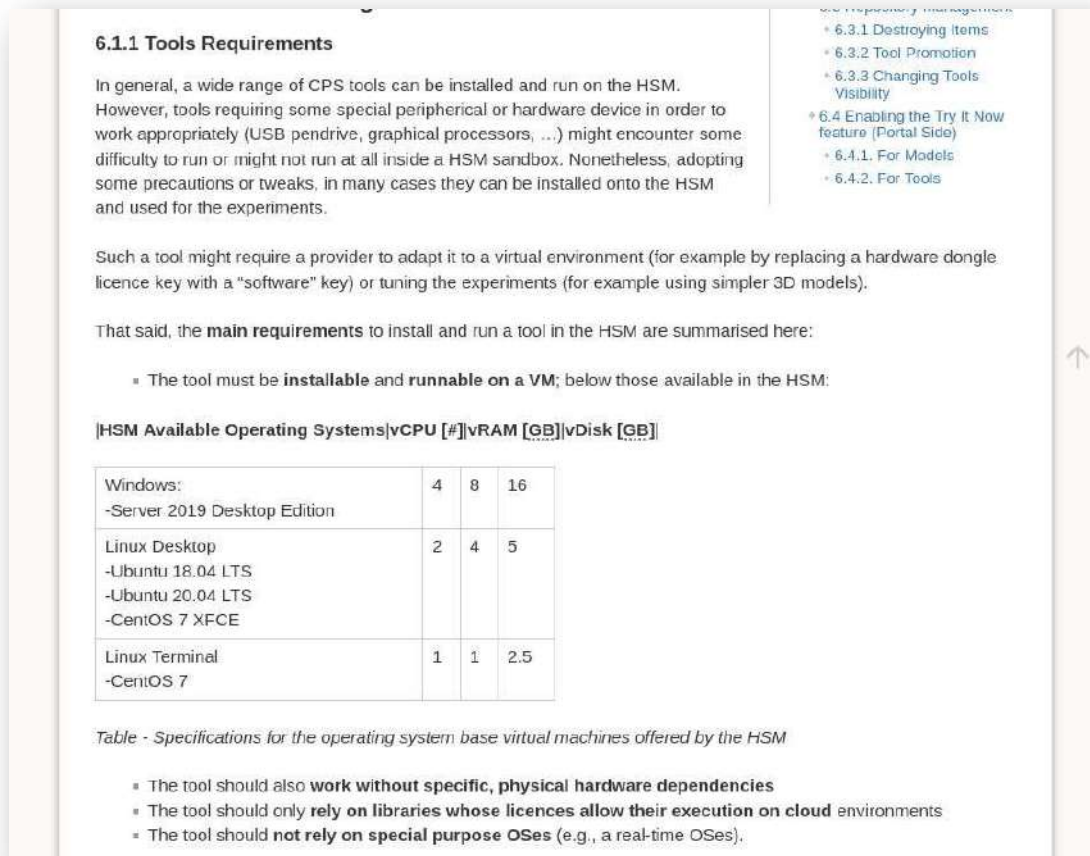 6.1.1 Tools Requirements
In general, a wide range of CPS tools can be installed and run on the HSM.
However, tools requiring some special peripherical or hardware device in order to
work appropriately (USB pendrive, graphical processors, ...) might encounter some
difficulty to run or might not run at all inside a HSM sandbox. Nonetheless, adopting
some precautions or tweaks, in many cases they can be installed onto the HSM
and used for the experiments.
6.3.1 Destroying Items
6.3.2 Tool Promotion
6.3.3 Changing Tools
Visibility
6.4 Enabling the Try It Now
feature (Portal Side)
6.4.1. For Models
6.4.2. For Tools
Such a tool might require a provider to adapt it to a virtual environment (for example by replacing a hardware dongle
licence key with a “software” key) or tuning the experiments (for example using simpler 3D models).
That said, the main requirements to install and run a tool in the HSM are summarised here:
The tool must be installable and runnable on a VM; below those available in the HSM:
|HSM Available Operating Systems|vCPU [#]|vRAM [GB]|vDisk [GB]|
Windows: 4 8 16
-Server 2019 Desktop Edition
Linux Desktop 2 4 5
-Ubuntu 18.04 LTS
-Ubuntu 20.04 LTS
-CentOS 7 XFCE
Linux Terminal 1 1 2.5
-CentOS 7
Table - Specifications for the operating system base virtual machines offered by the HSM
The tool should also work without specific, physical hardware dependencies
The tool should only rely on libraries whose licences allow their execution on cloud environments
The tool should not rely on special purpose OSes (e.g., a real-time OSes).